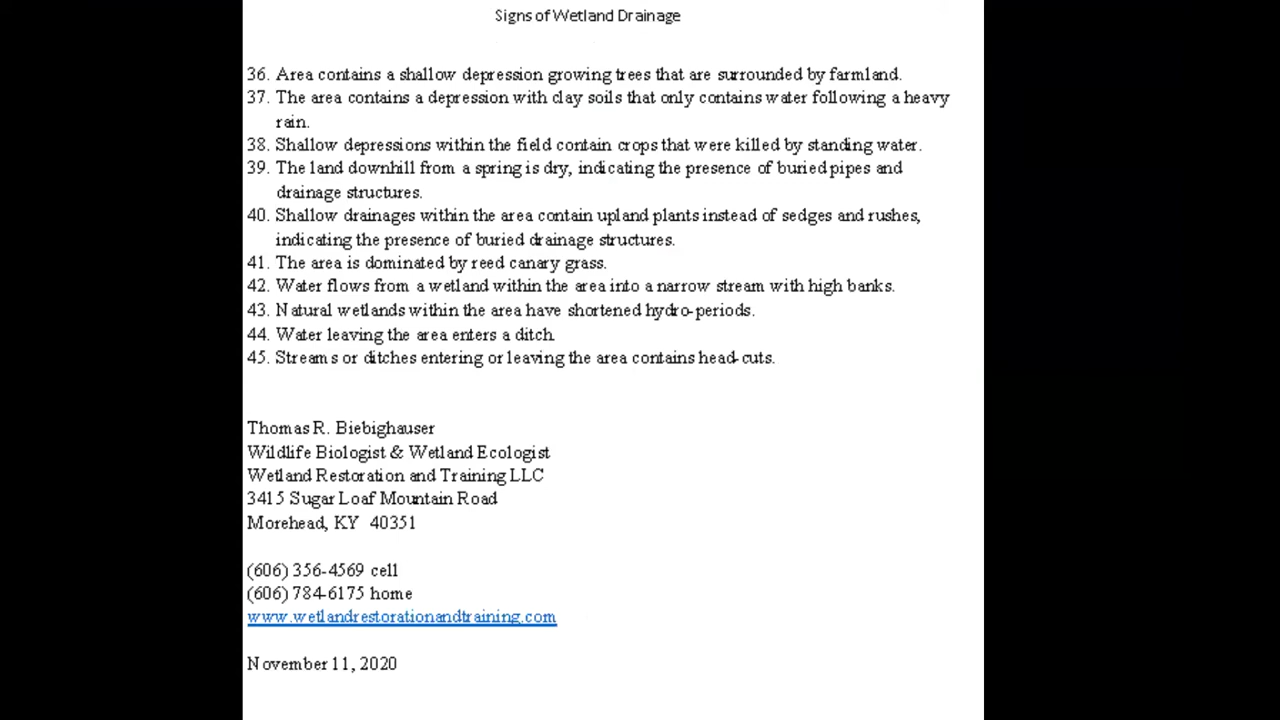 Signs of Wetland Drainage
36. Area contains a shallow depression growing trees that are surrounded by farmland.
37. The area contains a depression with clay soils that only contains water following a heavy
rain.
38. Shallow depressions within the field contain crops that were killed by standing water.
39. The land downhill from a spring is dry, indicating the presence of buried pipes and
drainage structures.
40. Shallow drainages within the area contain upland plants instead of sedges and rushes,
indicating the presence of buried drainage structures.
41. The area is dominated by reed canary grass.
42. Water flows from a wetland within the area into a narrow stream with high banks.
43. Natural wetlands within the area have shortened hydro-periods.
44. Water leaving the area enters a ditch.
45. Streams or ditches entering or leaving the area contains head-cuts.
Thomas R. Biebighauser
Wildlife Biologist & Wetland Ecologist
Wetland Restoration and Training LLC
3415 Sugar Loaf Mountain Road
Morehead, KY 40351
(606) 356-4569 cell
(606) 784-6175 home
www.wetlandrestorationandtraining.com
November 11, 2020